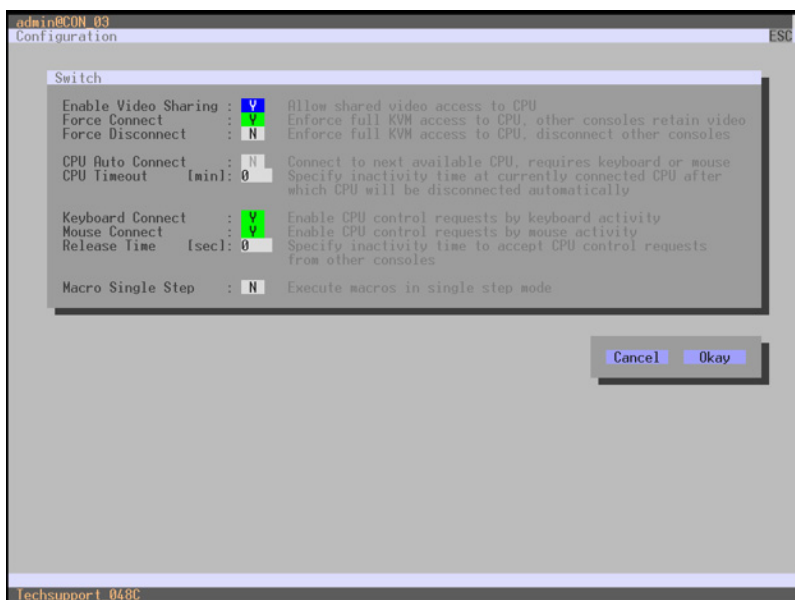 admin@CON_03
Configuration ESC
Switch
Enable Video Sharing : Y Allow shared video access to CPU
Force Connect : Y Enforce full KVM access to CPU, other consoles retain video
Force Disconnect : N Enforce full KVM access to CPU, disconnect other consoles
CPU Auto Connect : N Connect to next available CPU, requires keyboard or mouse
CPU Timeout [min]: 0 Specify inactivity time at currently connected CPU after
which CPU will be disconnected automatically
Keyboard Connect : Y Enable CPU control requests by keyboard activity
Mouse Connect : Y Enable CPU control requests by mouse activity
Release Time [sec]: 0 Specify inactivity time to accept CPU control requests
from other consoles
Macro Single Step : N Execute macros in single step mode
Cancel Okay
Techsupport 048C